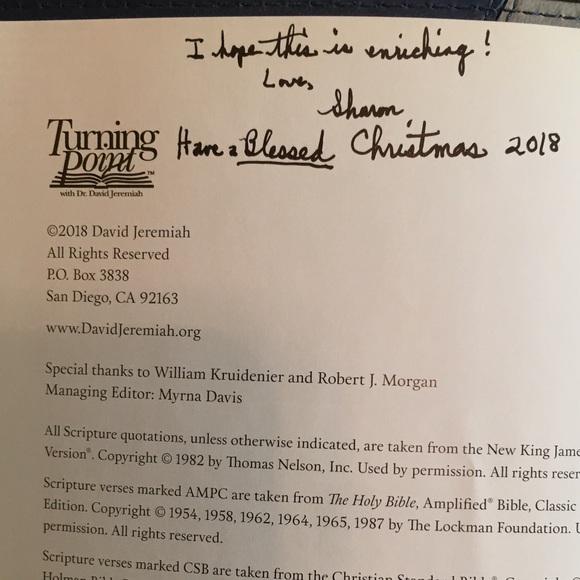 I hope this is enriching!
Love,
Sharon
Have a Blessed Christmas 2018
Turning
Point™
with Dr. David Jeremiah
©2018 David Jeremiah
All Rights Reserved
P.O. Box 3838
San Diego, CA 92163
www.DavidJeremiah.org
Special thanks to William Kruidenier and Robert J. Morgan
Managing Editor: Myrna Davis
All Scripture quotations, unless otherwise indicated, are taken from the New King Jame
Version®. Copyright © 1982 by Thomas Nelson, Inc. Used by permission. All rights reser
Scripture verses marked AMPC are taken from The Holy Bible, Amplified® Bible, Classic
Edition. Copyright © 1954, 1958, 1962, 1964, 1965, 1987 by The Lockman Foundation. U
permission. All rights reserved.
Scripture verses marked CSB are taken from the Christian Standard Bible®